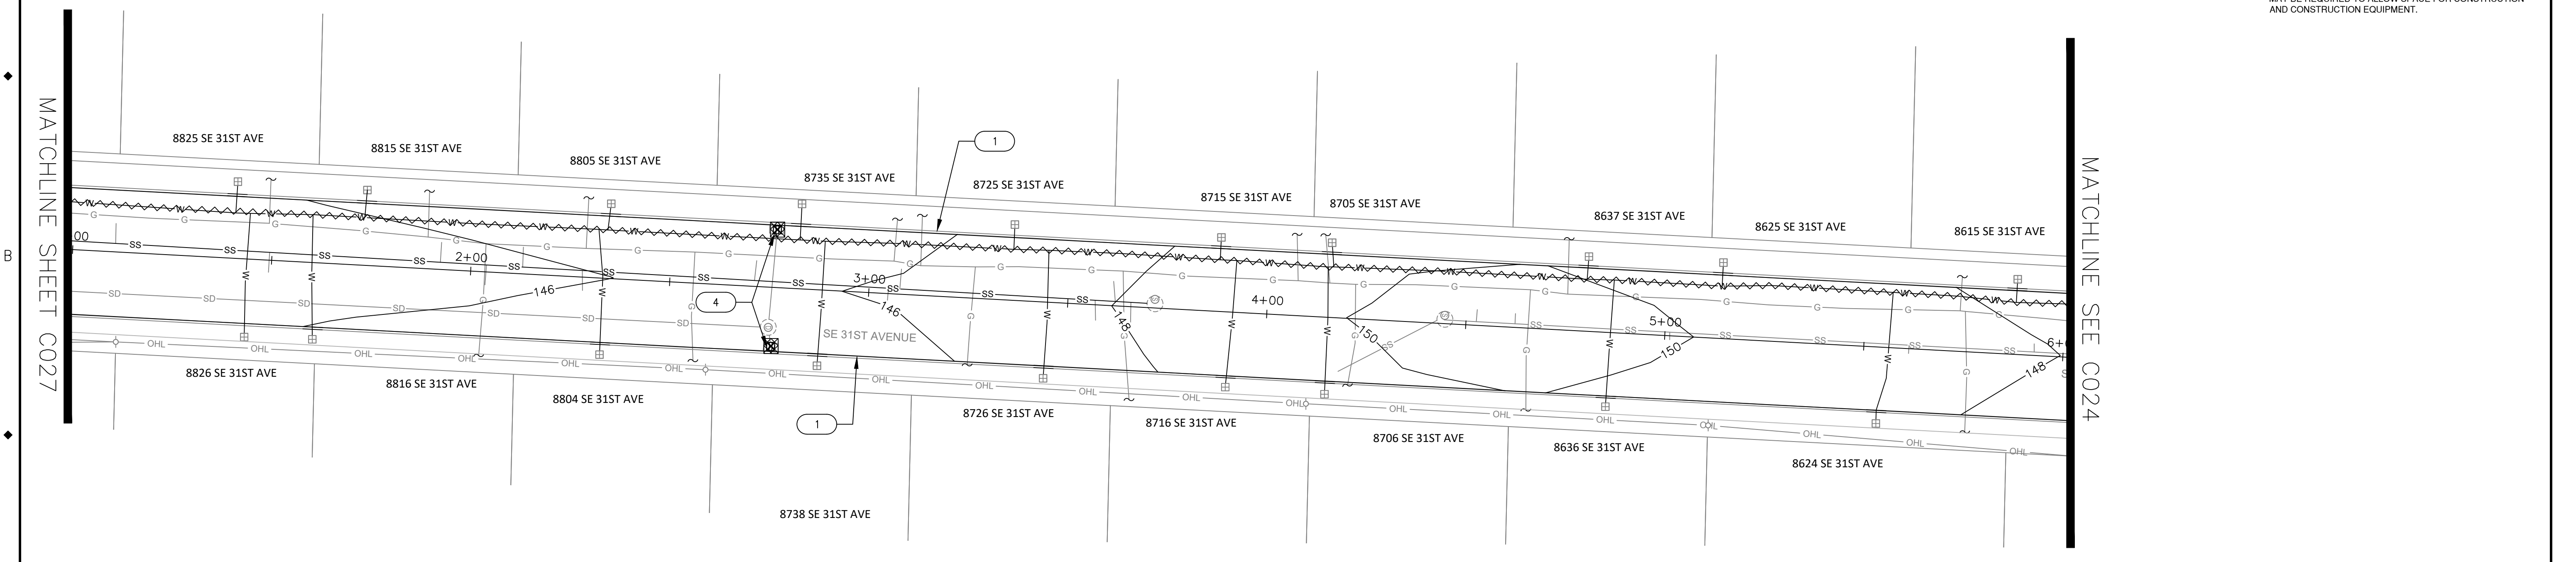 AND CONSTRUCTION EQUIPMENT.
MATCHLINE SHEET C027
B
8825 SE 31ST AVE
8815 SE 31ST AVE
8805 SE 31ST AVE
8735 SE 31ST AVE
8725 SE 31ST AVE
8715 SE 31ST AVE
8705 SE 31ST AVE
8637 SE 31ST AVE
8625 SE 31ST AVE
8615 SE 31ST AVE
1
2+00
3+00
4+00
5+00
146
146
148
150
150
148
4
SE 31ST AVENUE
1
8826 SE 31ST AVE
8816 SE 31ST AVE
8804 SE 31ST AVE
8738 SE 31ST AVE
8726 SE 31ST AVE
8716 SE 31ST AVE
8706 SE 31ST AVE
8636 SE 31ST AVE
8624 SE 31ST AVE
W
G
SS
SD
OHL
MATCHLINE SEE C024